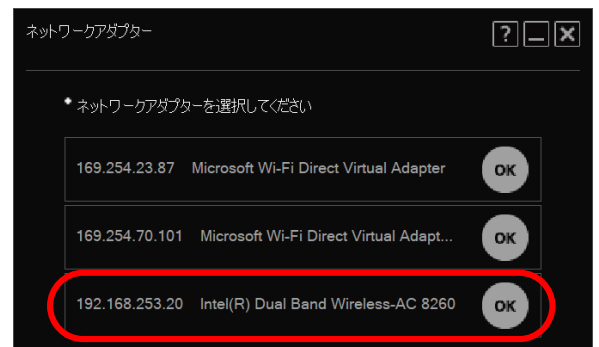 ネットワークアダプター ?
ネットワークアダプターを選択してください
169.254.23.87 Microsoft Wi-Fi Direct Virtual Adapter OK
169.254.70.101 Microsoft Wi-Fi Direct Virtual Adapt... OK
192.168.253.20 Intel(R) Dual Band Wireless-AC 8260 OK